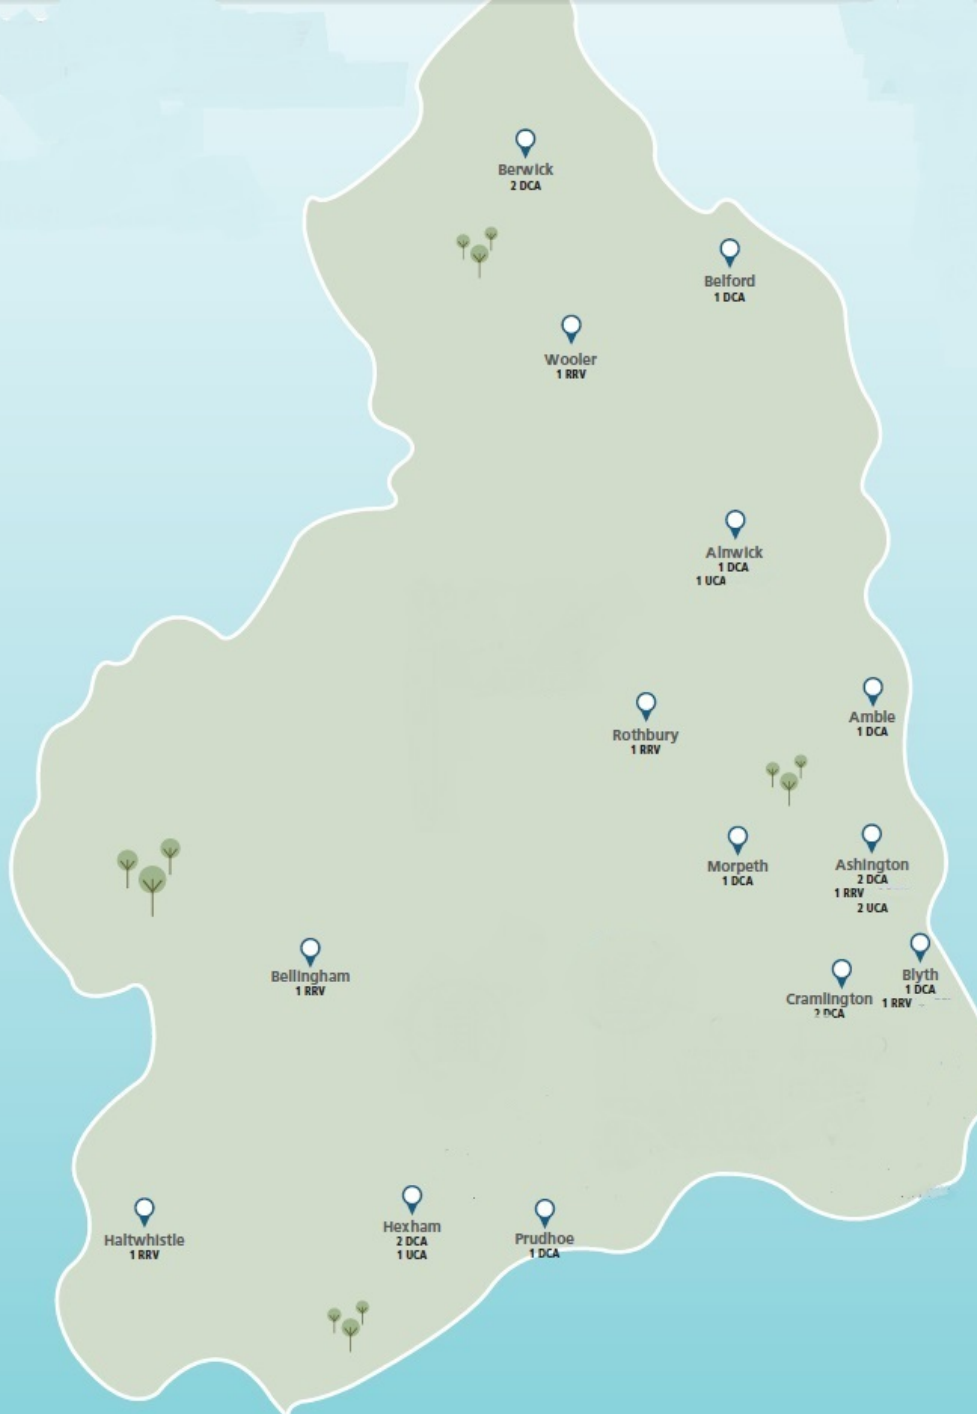 Berwick
2 DCA
Belford
1 DCA
Wooler
1 RRV
Alnwick
1 DCA
1 UCA
Amble
1 DCA
Rothbury
1 RRV
Morpeth
1 DCA
Ashington
2 DCA
1 RRV
2 UCA
Bellingham
1 RRV
Blyth
1 DCA
1 RRV
Cramlington
2 DCA
Haltwhistle
1 RRV
Hexham
2 DCA
1 UCA
Prudhoe
1 DCA